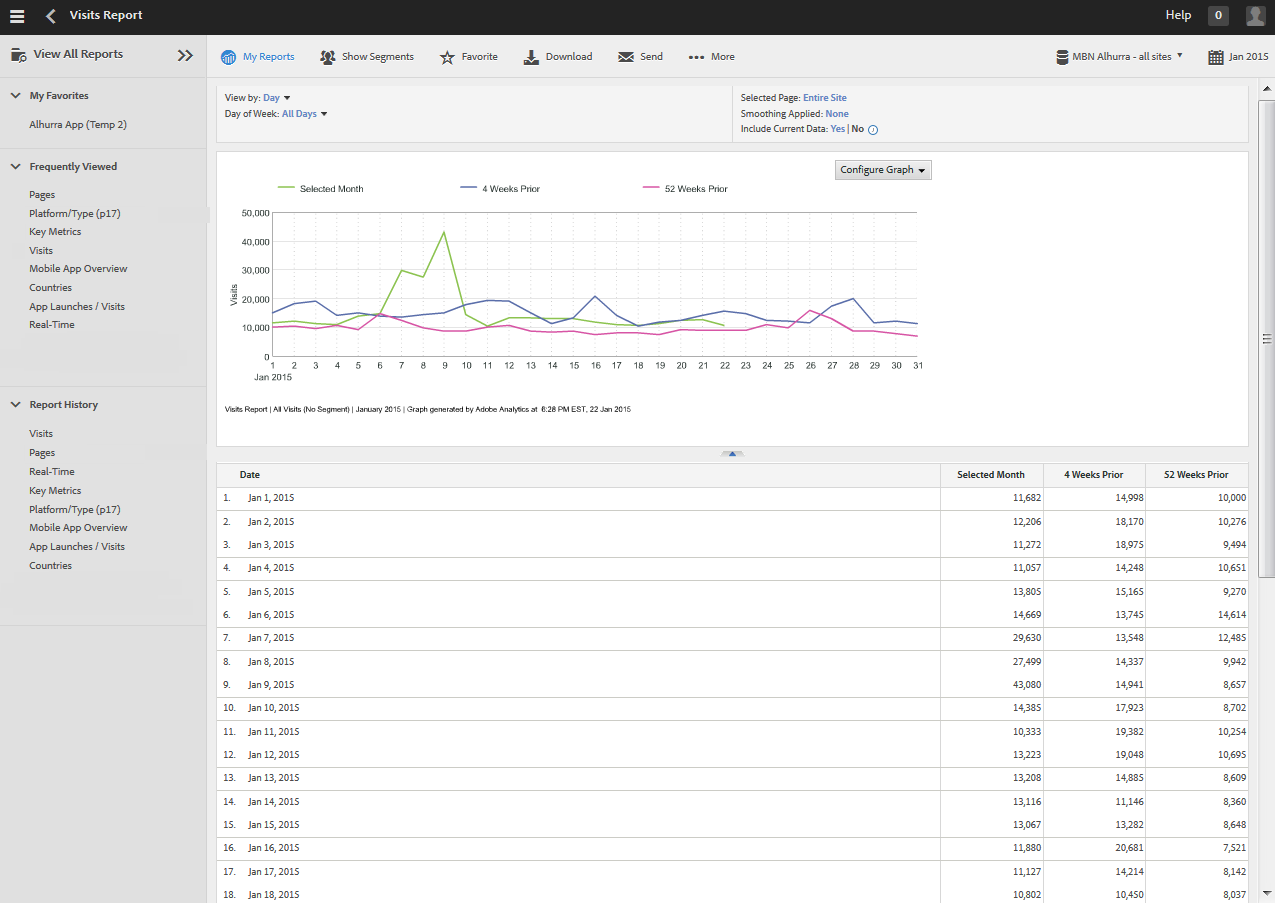 Visits Report
Help 0
View All Reports
My Reports Show Segments Favorite Download Send More MBN Alhurra - all sites Jan 2015
My Favorites
Alhurra App (Temp 2)
Frequently Viewed
Pages
Platform/Type (p17)
Key Metrics
Visits
Mobile App Overview
Countries
App Launches / Visits
Real-Time
Report History
Visits
Pages
Real-Time
Key Metrics
Platform/Type (p17)
Mobile App Overview
App Launches / Visits
Countries
View by: Day
Day of Week: All Days
Selected Page: Entire Site
Smoothing Applied: None
Include Current Data: Yes | No i
Configure Graph
Selected Month 4 Weeks Prior 52 Weeks Prior
50,000
40,000
30,000
20,000
10,000
0
Visits
1 2 3 4 5 6 7 8 9 10 11 12 13 14 15 16 17 18 19 20 21 22 23 24 25 26 27 28 29 30 31
Jan 2015
Visits Report | All Visits (No Segment) | January 2015 | Graph generated by Adobe Analytics at 6:28 PM EST, 22 Jan 2015
Date Selected Month 4 Weeks Prior 52 Weeks Prior
1. Jan 1, 2015 11,682 14,998 10,000
2. Jan 2, 2015 12,206 18,170 10,276
3. Jan 3, 2015 11,272 18,975 9,494
4. Jan 4, 2015 11,057 14,248 10,651
5. Jan 5, 2015 13,805 15,165 9,270
6. Jan 6, 2015 14,669 13,745 14,614
7. Jan 7, 2015 29,630 13,548 12,485
8. Jan 8, 2015 27,499 14,337 9,942
9. Jan 9, 2015 43,080 14,941 8,657
10. Jan 10, 2015 14,385 17,923 8,702
11. Jan 11, 2015 10,333 19,382 10,254
12. Jan 12, 2015 13,223 19,048 10,695
13. Jan 13, 2015 13,208 14,885 8,609
14. Jan 14, 2015 13,116 11,146 8,360
15. Jan 15, 2015 13,067 13,282 8,648
16. Jan 16, 2015 11,880 20,681 7,521
17. Jan 17, 2015 11,127 14,214 8,142
18. Jan 18, 2015 10,802 10,450 8,037